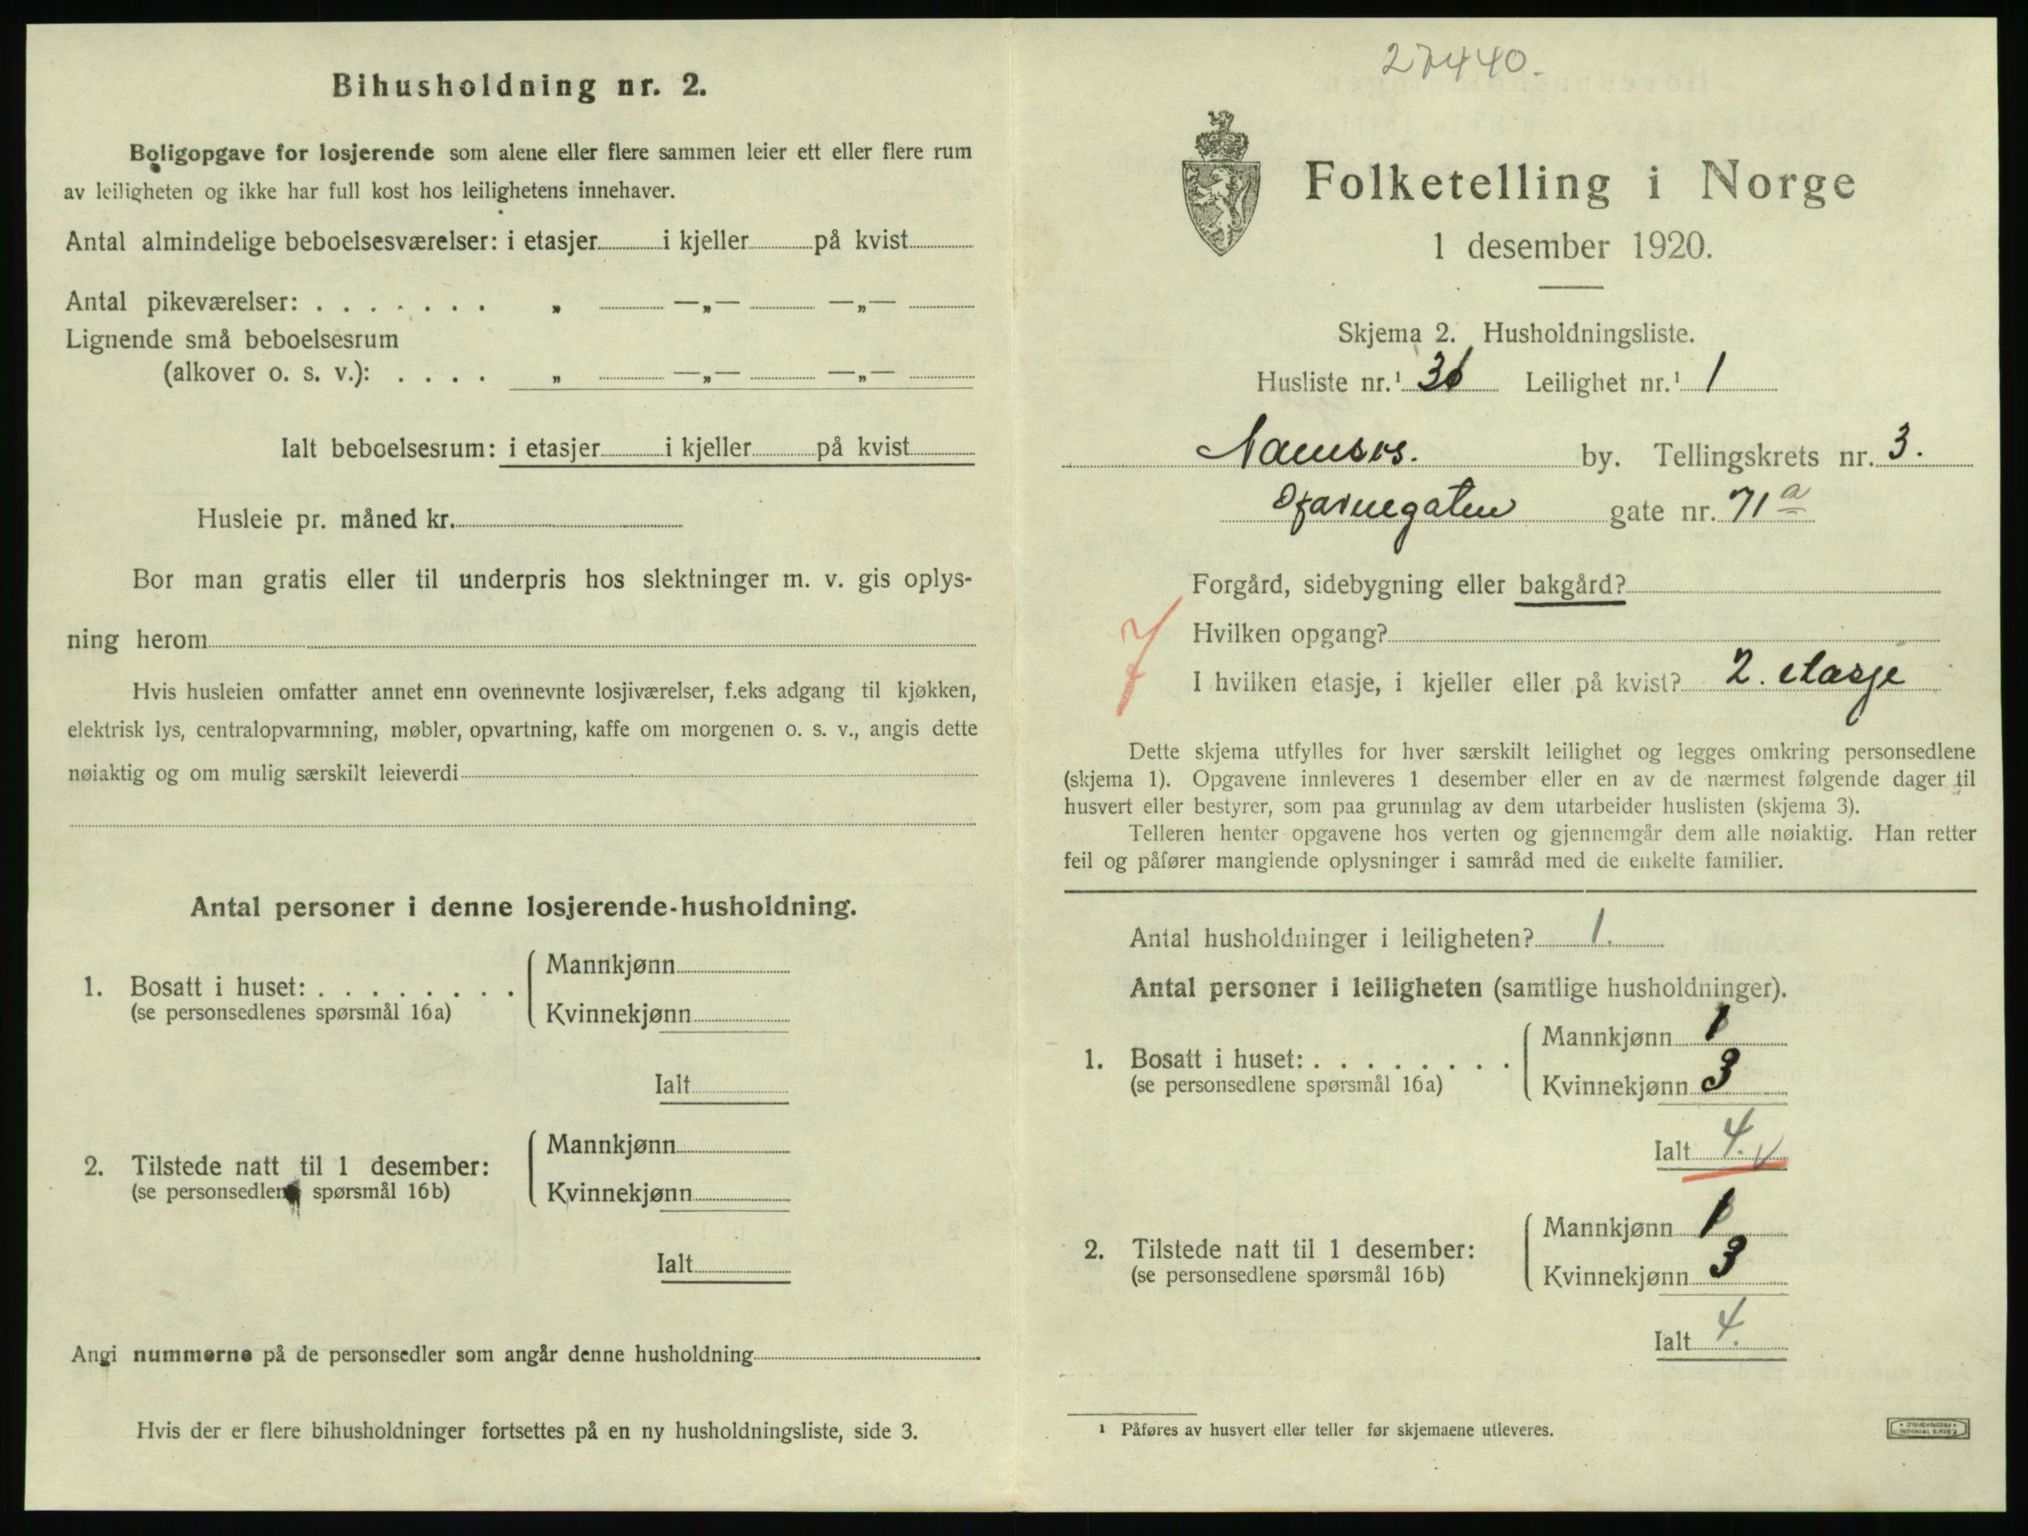 Bihusholdning nr. 2.
Boligopgave for losjerende som alene eller flere sammen leier ett eller flere rum
av leiligheten og ikke har full kost hos leilighetens innehaver.
Antal almindelige beboelsesværelser: i etasjer i kjeller på kvist
Antal pikeværelser: . . . . . . . „ —„— —„—
Lignende små beboelsesrum
(alkover o. s. v.): . . . . „ —„— —„—
Ialt beboelsesrum: i etasjer i kjeller på kvist
Husleie pr. måned kr.
Bor man gratis eller til underpris hos slektninger m. v. gis oplys-
ning herom
Hvis husleien omfatter annet enn ovennevnte losjiværelser, f.eks adgang til kjøkken,
elektrisk lys, centralopvarmning, møbler, opvartning, kaffe om morgenen o. s. v., angis dette
nøiaktig og om mulig særskilt leieverdi
Antal personer i denne losjerende-husholdning.
1. Bosatt i huset: . . . . . . . . Mannkjønn
(se personsedlenes spørsmål 16a) Kvinnekjønn
Ialt
2. Tilstede natt til 1 desember: Mannkjønn
(se personsedlene spørsmål 16b) Kvinnekjønn
Ialt
Angi nummerne på de personsedler som angår denne husholdning
Hvis der er flere bihusholdninger fortsettes på en ny husholdningsliste, side 3.
27440.
Folketelling i Norge
1 desember 1920.
Skjema 2. Husholdningsliste.
Husliste nr.¹ 36 Leilighet nr.¹ 1
Namsos. by. Tellingskrets nr. 3.
Havnegaten gate nr. 71a
Forgård, sidebygning eller bakgård?
Hvilken opgang?
I hvilken etasje, i kjeller eller på kvist? 2. etasje
Dette skjema utfylles for hver særskilt leilighet og legges omkring personsedlene
(skjema 1). Opgavene innleveres 1 desember eller en av de nærmest følgende dager til
husvert eller bestyrer, som paa grunnlag av dem utarbeider huslisten (skjema 3).
Telleren henter opgavene hos verten og gjennemgår dem alle nøiaktig. Han retter
feil og påfører manglende oplysninger i samråd med de enkelte familier.
Antal husholdninger i leiligheten? 1.
Antal personer i leiligheten (samtlige husholdninger).
1. Bosatt i huset: . . . . . . . . Mannkjønn 1
(se personsedlene spørsmål 16a) Kvinnekjønn 3
Ialt 4. v
2. Tilstede natt til 1 desember: Mannkjønn 1
(se personsedlene spørsmål 16b) Kvinnekjønn 3
Ialt 4.
¹ Påføres av husvert eller teller før skjemaene utleveres.